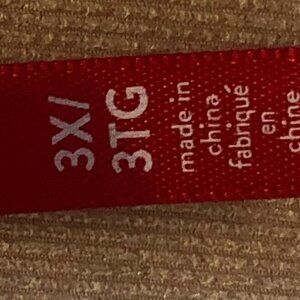 3X/
3TG
made in
china
fabriqué
en
chine